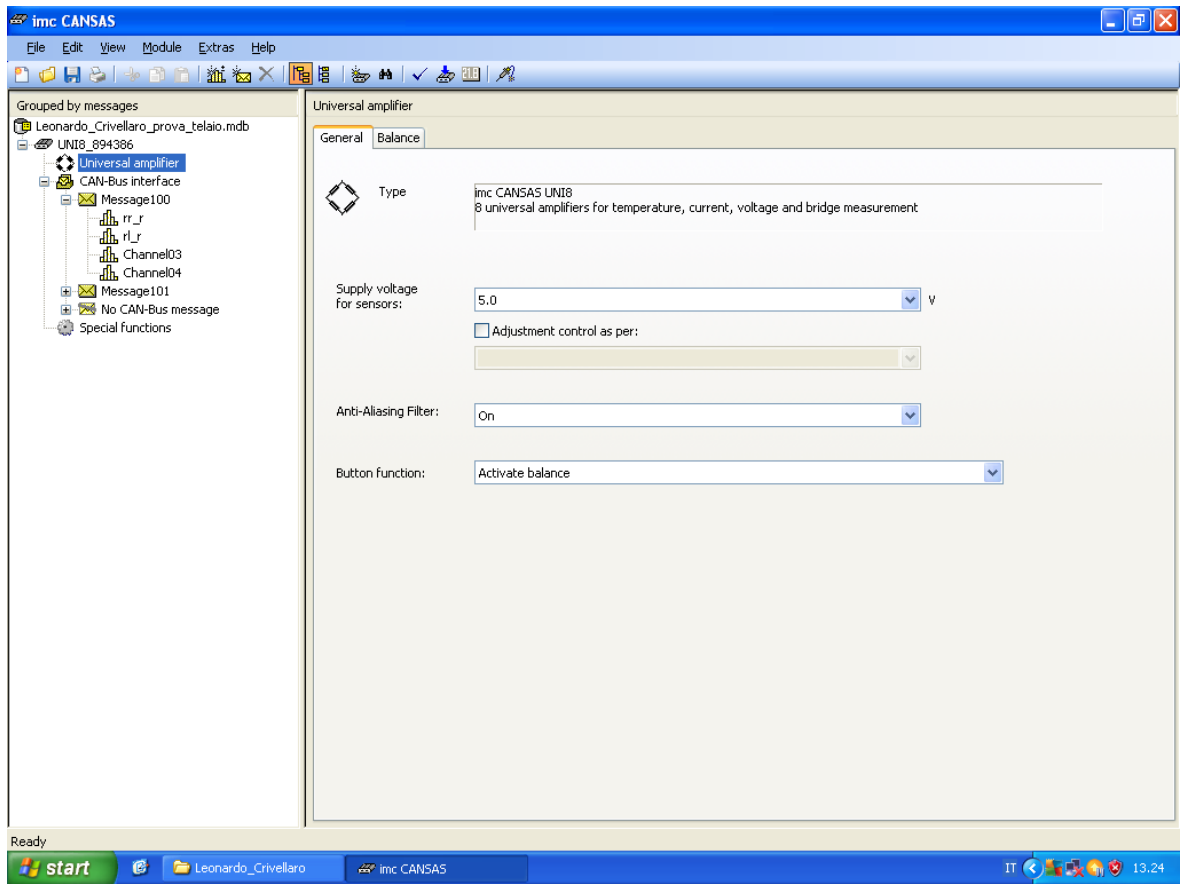 imc CANSAS
File Edit View Module Extras Help
Grouped by messages
Leonardo_Crivellaro_prova_telaio.mdb
UNI8_894386
Universal amplifier
CAN-Bus interface
Message100
rr_r
rl_r
Channel03
Channel04
Message101
No CAN-Bus message
Special functions
Universal amplifier
General Balance
Type
imc CANSAS UNI8
8 universal amplifiers for temperature, current, voltage and bridge measurement
Supply voltage
for sensors:
5.0 V
Adjustment control as per:
Anti-Aliasing Filter: On
Button function: Activate balance
Ready
start Leonardo_Crivellaro imc CANSAS IT 13.24